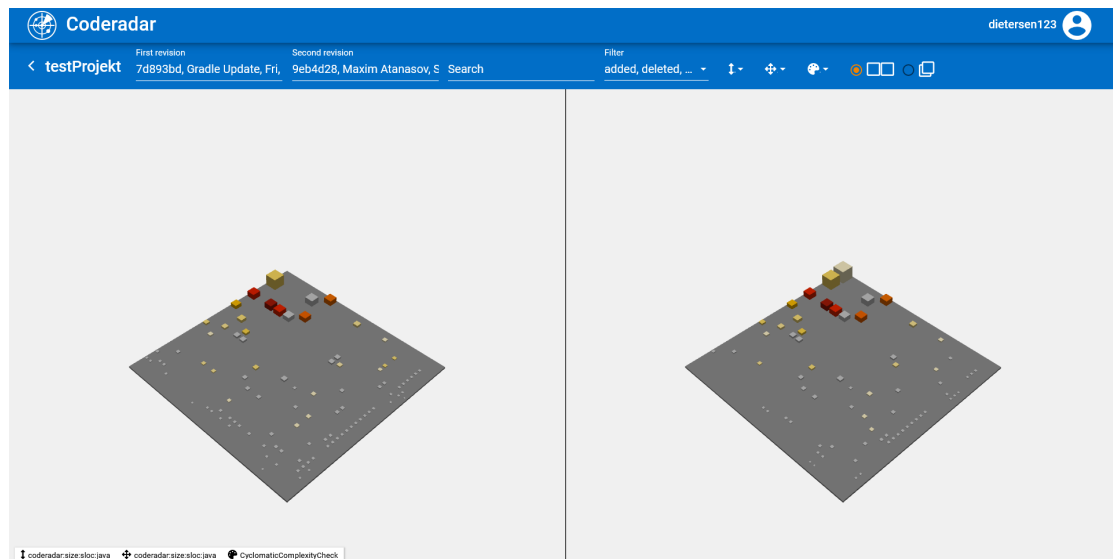 Coderadar
dietersen123
testProjekt
First revision
7d893bd, Gradle Update, Fri,
Second revision
9eb4d28, Maxim Atanasov, S
Search
Filter
added, deleted, ...
coderadar:size:sloc:java coderadar:size:sloc:java CyclomaticComplexityCheck